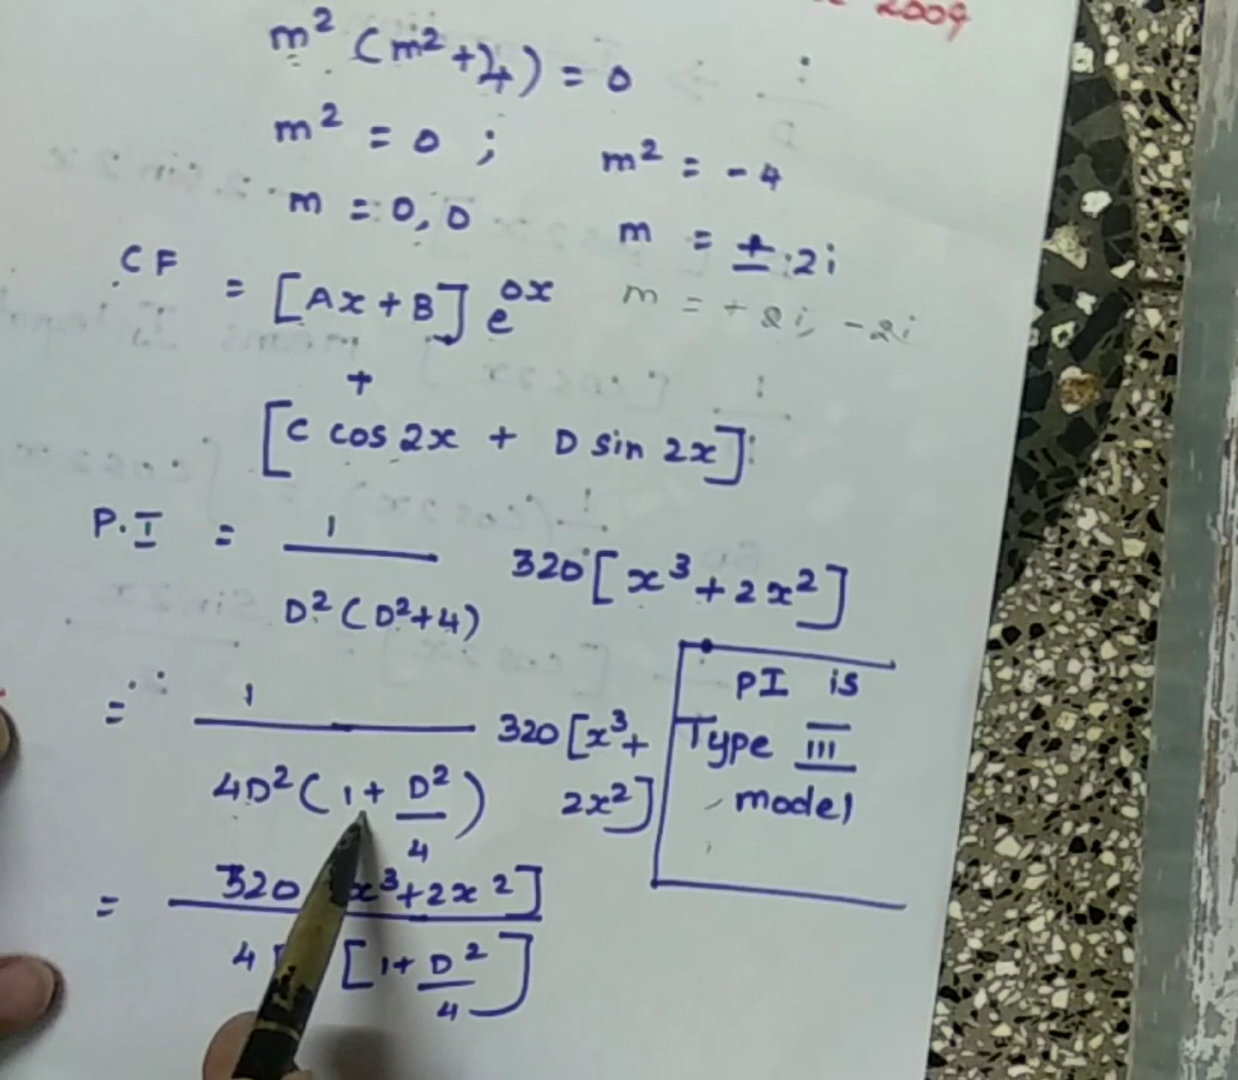 2009
m² (m² + 4) = 0
m² = 0 ; m² = - 4
m = 0, 0 m = ± 2i
CF = [Ax + B] e^0x m = + 2i, - 2i
+
[C cos 2x + D sin 2x]
P.I = 1 / D² (D² + 4) 320 [x³ + 2x²]
= 1 / 4D² (1 + D²/4) 320 [x³ + 2x²]
PI is
Type III
model
= 320 x³ + 2x²] / 4 [1 + D²/4]